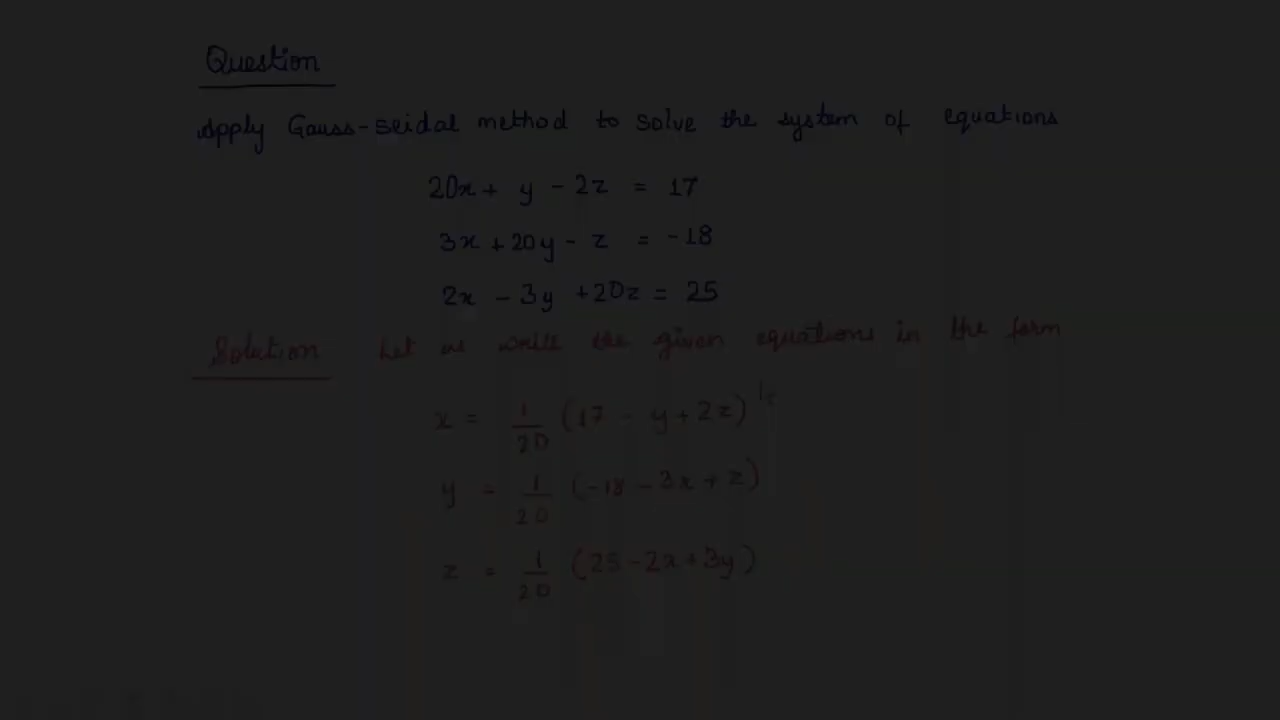 Question
Apply Gauss-seidal method to solve the system of equations
20x + y - 2z = 17
3x + 20y - z = -18
2x - 3y + 20z = 25
Solution Let us write the given equations in the form
x = 1/20 (17 - y + 2z)
y = 1/20 (-18 - 3x + z)
z = 1/20 (25 - 2x + 3y)